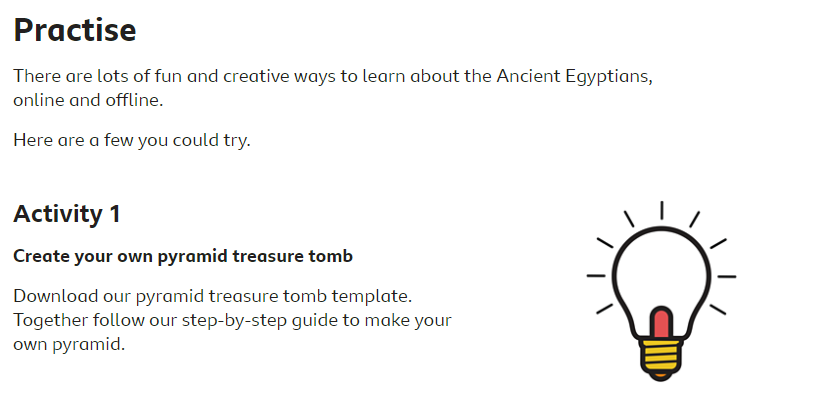 Practise
There are lots of fun and creative ways to learn about the Ancient Egyptians,
online and offline.
Here are a few you could try.
Activity 1
Create your own pyramid treasure tomb
Download our pyramid treasure tomb template.
Together follow our step-by-step guide to make your
own pyramid.